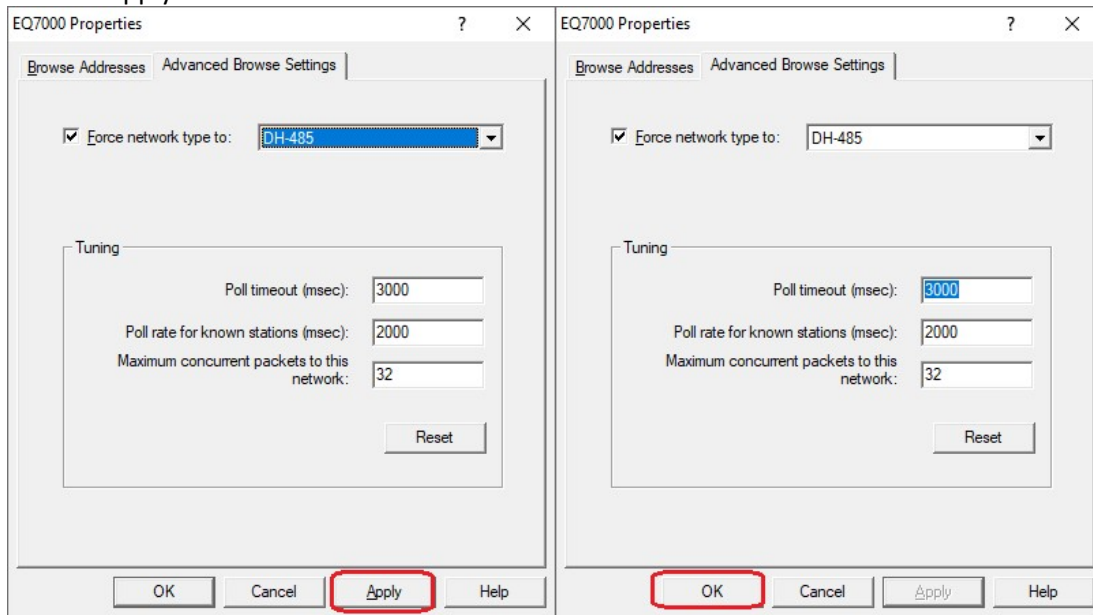 EQ7000 Properties ? ×
Browse Addresses Advanced Browse Settings
Force network type to: DH-485
Tuning
Poll timeout (msec): 3000
Poll rate for known stations (msec): 2000
Maximum concurrent packets to this
network: 32
Reset
OK Cancel Apply Help
EQ7000 Properties ? ×
Browse Addresses Advanced Browse Settings
Force network type to: DH-485
Tuning
Poll timeout (msec): 3000
Poll rate for known stations (msec): 2000
Maximum concurrent packets to this
network: 32
Reset
OK Cancel Apply Help